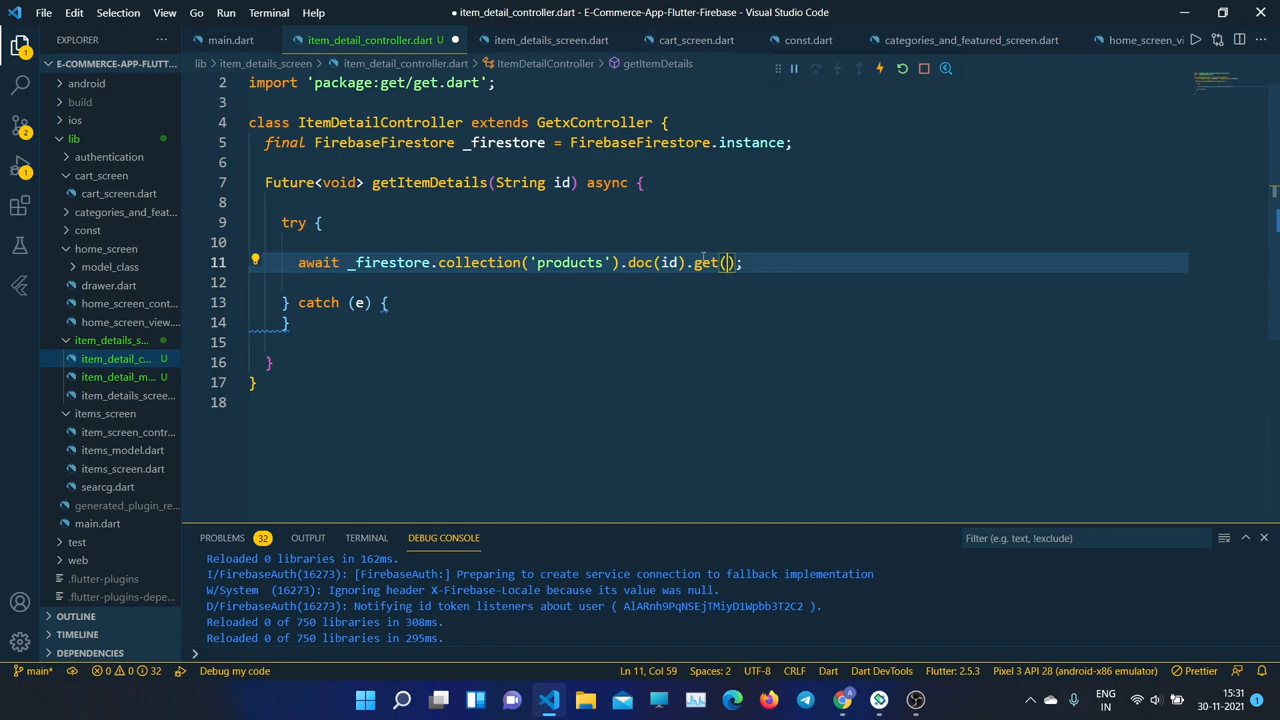 File Edit Selection View Go Run Terminal Help
item_detail_controller.dart - E-Commerce-App-Flutter-Firebase - Visual Studio Code
EXPLORER
main.dart item_detail_controller.dart U item_details_screen.dart cart_screen.dart const.dart categories_and_featured_screen.dart home_screen_vi
E-COMMERCE-APP-FLUTT...
lib > item_details_screen > item_detail_controller.dart > ItemDetailController > getItemDetails
android
build
ios
lib
authentication
cart_screen
cart_screen.dart
categories_and_feat...
const
home_screen
model_class
drawer.dart
home_screen_cont...
home_screen_view...
item_details_s...
item_detail_c... U
item_detail_m... U
item_details_scree...
items_screen
item_screen_contr...
items_model.dart
items_screen.dart
searcg.dart
generated_plugin_re...
main.dart
test
web
.flutter-plugins
.flutter-plugins-depe...
OUTLINE
TIMELINE
DEPENDENCIES
1
2
1
2 import 'package:get/get.dart';
3
4 class ItemDetailController extends GetxController {
5 final FirebaseFirestore _firestore = FirebaseFirestore.instance;
6
7 Future<void> getItemDetails(String id) async {
8
9 try {
10
11 await _firestore.collection('products').doc(id).get();
12
13 } catch (e) {
14 }
15
16 }
17 }
18
PROBLEMS 32 OUTPUT TERMINAL DEBUG CONSOLE
Filter (e.g. text, !exclude)
Reloaded 0 libraries in 162ms.
I/FirebaseAuth(16273): [FirebaseAuth:] Preparing to create service connection to fallback implementation
W/System (16273): Ignoring header X-Firebase-Locale because its value was null.
D/FirebaseAuth(16273): Notifying id token listeners about user ( AlARnh9PqNSEjTMiyD1Wpbb3T2C2 ).
Reloaded 0 of 750 libraries in 308ms.
Reloaded 0 of 750 libraries in 295ms.
main* 0 0 32 Debug my code Ln 11, Col 59 Spaces: 2 UTF-8 CRLF Dart Dart DevTools Flutter: 2.5.3 Pixel 3 API 28 (android-x86 emulator) Prettier
ENG
IN
15:31
30-11-2021
1